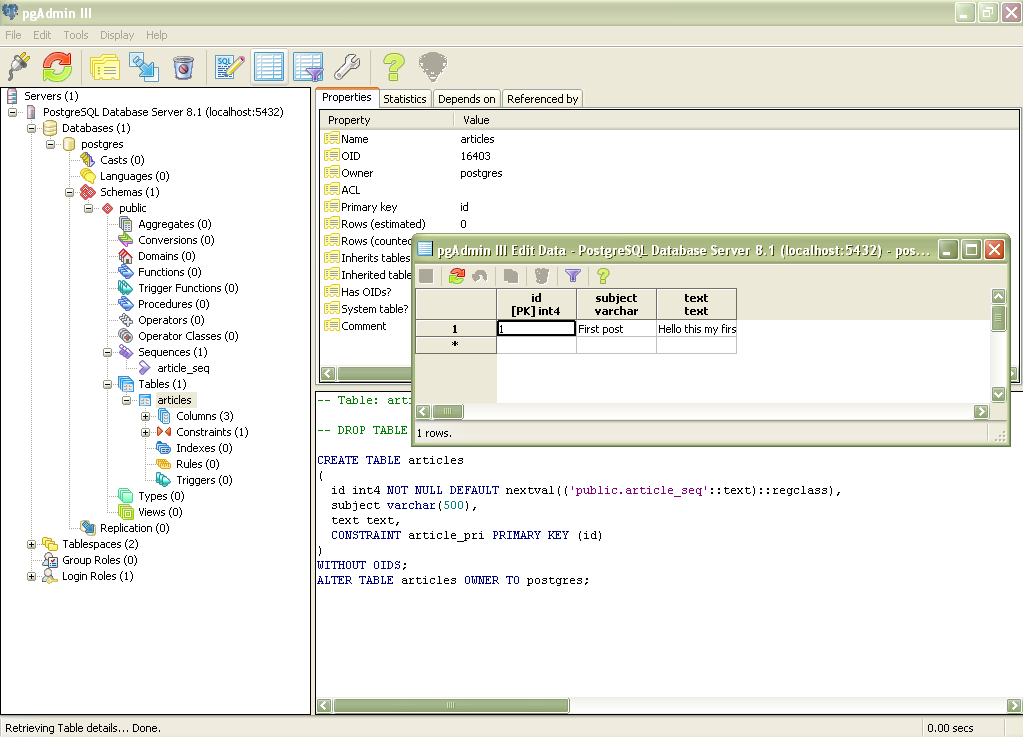 pgAdmin III
File Edit Tools Display Help
SQL
Servers (1)
PostgreSQL Database Server 8.1 (localhost:5432)
Databases (1)
postgres
Casts (0)
Languages (0)
Schemas (1)
public
Aggregates (0)
Conversions (0)
Domains (0)
Functions (0)
Trigger Functions (0)
Procedures (0)
Operators (0)
Operator Classes (0)
Sequences (1)
article_seq
Tables (1)
articles
Columns (3)
Constraints (1)
Indexes (0)
Rules (0)
Triggers (0)
Types (0)
Views (0)
Replication (0)
Tablespaces (2)
Group Roles (0)
Login Roles (1)
Properties Statistics Depends on Referenced by
Property Value
Name articles
OID 16403
Owner postgres
ACL
Primary key id
Rows (estimated) 0
Rows (counted
Inherits tables
Inherited table
Has OIDs?
System table?
Comment
pgAdmin III Edit Data - PostgreSQL Database Server 8.1 (localhost:5432) - pos...
id subject text
[PK] int4 varchar text
1 1 First post Hello this my firs
*
1 rows.
-- Table: arti
-- DROP TABLE
CREATE TABLE articles
(
id int4 NOT NULL DEFAULT nextval(('public.article_seq'::text)::regclass),
subject varchar(500),
text text,
CONSTRAINT article_pri PRIMARY KEY (id)
)
WITHOUT OIDS;
ALTER TABLE articles OWNER TO postgres;
Retrieving Table details... Done. 0.00 secs